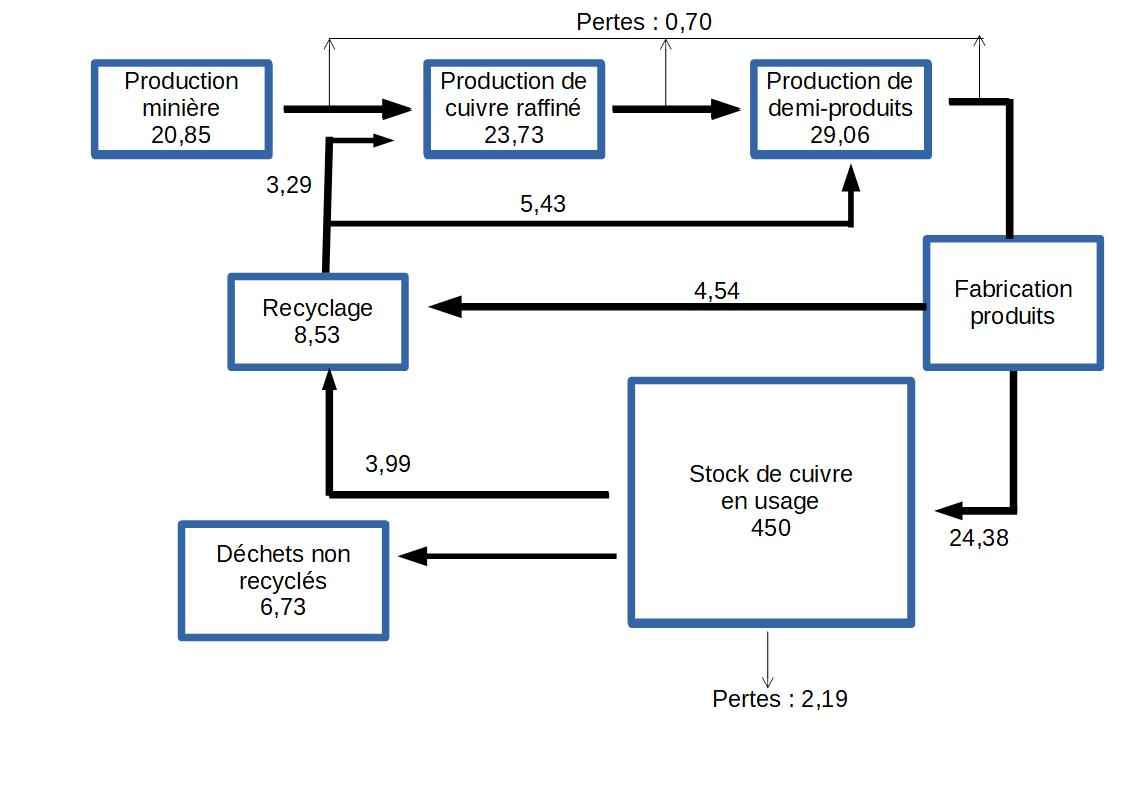 Pertes : 0,70
Production
minière
20,85
Production de
cuivre raffiné
23,73
Production de
demi-produits
29,06
3,29
5,43
Recyclage
8,53
4,54
Fabrication
produits
3,99
Stock de cuivre
en usage
450
24,38
Déchets non
recyclés
6,73
Pertes : 2,19